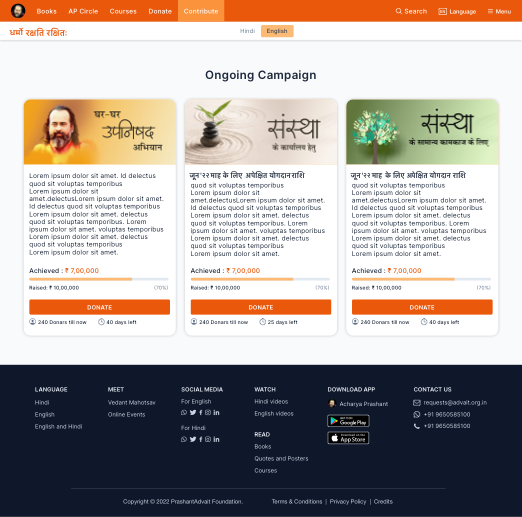 Books AP Circle Courses Donate Contribute Search EN Language Menu
धर्मो रक्षति रक्षितः Hindi English
Ongoing Campaign
घर-घर
उपनिषद
अभियान
Lorem ipsum dolor sit amet. Id delectus
quod sit voluptas temporibus
Lorem ipsum dolor sit
amet.delectusLorem ipsum dolor sit amet.
Id delectus quod sit voluptas temporibus
Lorem ipsum dolor sit amet. delectus
quod sit voluptas temporibus. Lorem
ipsum dolor sit amet. voluptas temporibus
Lorem ipsum dolor sit amet. delectus
quod sit voluptas temporibus
Lorem ipsum dolor sit amet.
Achieved : ₹ 7,00,000
Raised: ₹ 10,00,000 (70%)
DONATE
240 Donars till now 40 days left
संस्था
के कार्यालय हेतु
जून '२२ माह के लिए अपेक्षित योगदान राशि
quod sit voluptas temporibus
Lorem ipsum dolor sit
amet.delectusLorem ipsum dolor sit amet.
Id delectus quod sit voluptas temporibus
Lorem ipsum dolor sit amet. delectus
quod sit voluptas temporibus. Lorem
ipsum dolor sit amet. voluptas temporibus
Lorem ipsum dolor sit amet. delectus
quod sit voluptas temporibus
Lorem ipsum dolor sit amet.
Achieved : ₹ 7,00,000
Raised: ₹ 10,00,000 (70%)
DONATE
240 Donars till now 25 days left
संस्था
के सामान्य कामकाज के लिए
जून '२२ माह के लिए अपेक्षित योगदान राशि
quod sit voluptas temporibus
Lorem ipsum dolor sit
amet.delectusLorem ipsum dolor sit amet.
Id delectus quod sit voluptas temporibus
Lorem ipsum dolor sit amet. delectus
quod sit voluptas temporibus. Lorem
ipsum dolor sit amet. voluptas temporibus
Lorem ipsum dolor sit amet. delectus
quod sit voluptas temporibus
Lorem ipsum dolor sit amet.
Achieved : ₹ 7,00,000
Raised: ₹ 10,00,000 (70%)
DONATE
240 Donars till now 40 days left
LANGUAGE
Hindi
English
English and Hindi
MEET
Vedant Mahotsav
Online Events
SOCIAL MEDIA
For English
For Hindi
WATCH
Hindi videos
English videos
READ
Books
Quotes and Posters
Courses
DOWNLOAD APP
Acharya Prashant
Google Play
App Store
CONTACT US
requests@advait.org.in
+91 9650585100
+91 9650585100
Copyright © 2022 PrashantAdvait Foundation. Terms & Conditions | Privacy Policy | Credits